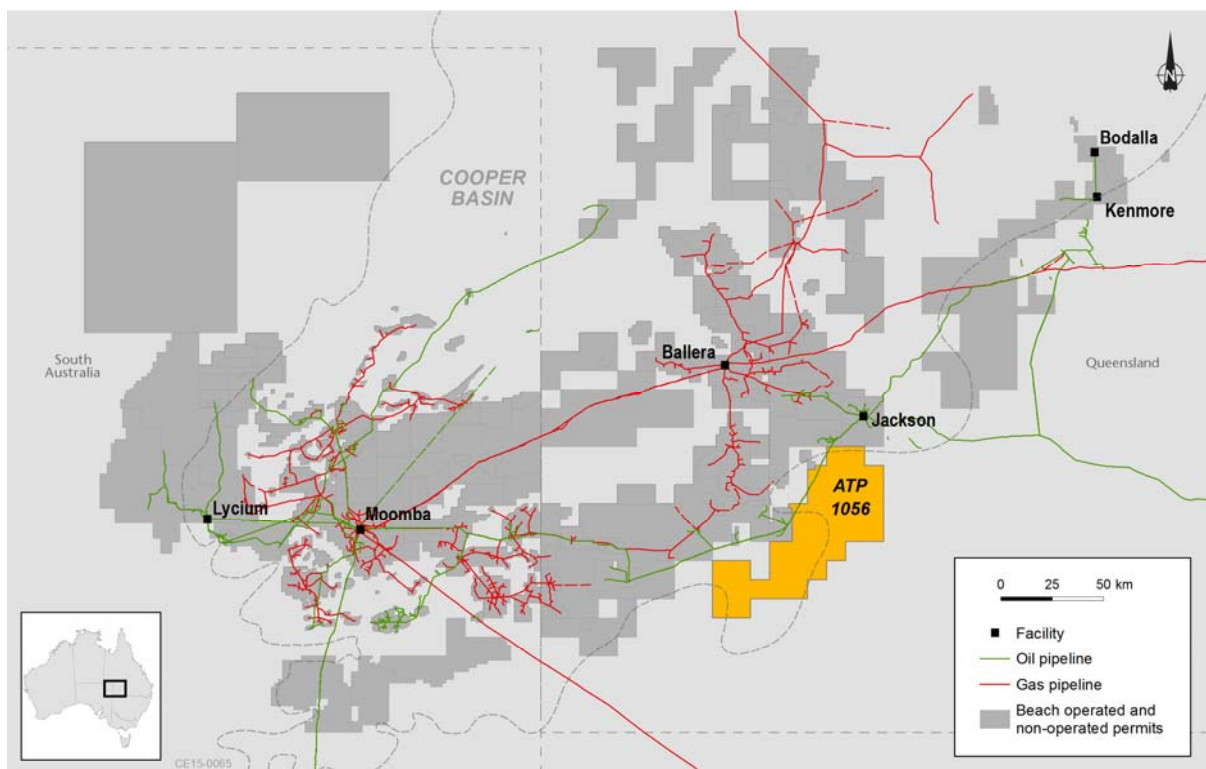 N
Bodalla
COOPER
BASIN
Kenmore
South
Australia
Ballera
Queensland
Jackson
ATP
1056
Lycium
Moomba
0 25 50 km
Facility
Oil pipeline
Gas pipeline
Beach operated and
non-operated permits
CE15-0065